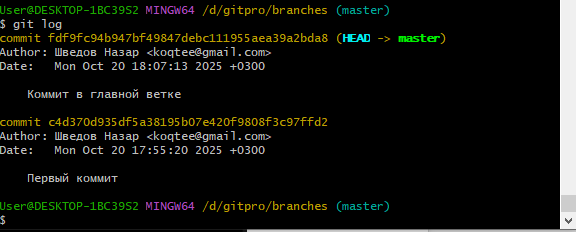 User@DESKTOP-1BC39S2 MINGW64 /d/gitpro/branches (master)
$ git log
commit fdf9fc94b947bf49847debc111955aea39a2bda8 (HEAD -> master)
Author: Шведов Назар <koqtee@gmail.com>
Date:   Mon Oct 20 18:07:13 2025 +0300
    Коммит в главной ветке
commit c4d370d935df5a38195b07e420f9808f3c97ffd2
Author: Шведов Назар <koqtee@gmail.com>
Date:   Mon Oct 20 17:55:20 2025 +0300
    Первый коммит
User@DESKTOP-1BC39S2 MINGW64 /d/gitpro/branches (master)
$